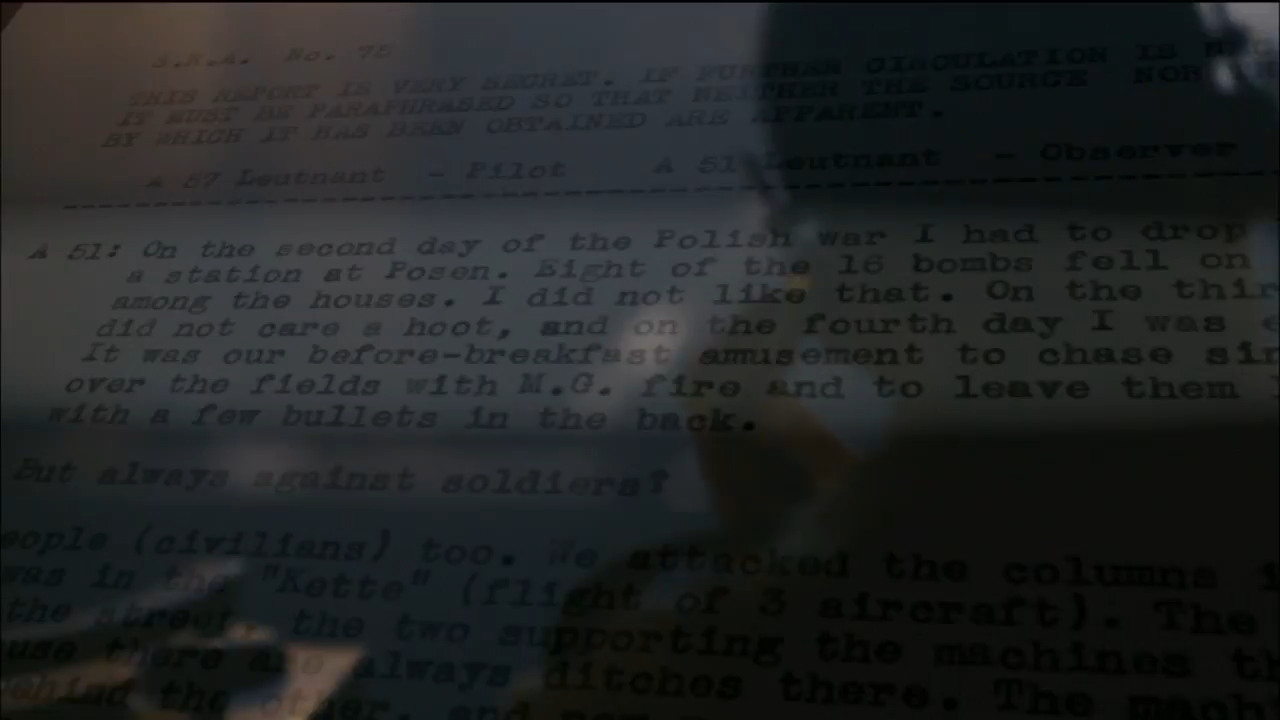 S.R.A. No. 75
THIS REPORT IS VERY SECRET. IF FURTHER CIRCULATION IS
IT MUST BE PARAPHRASED SO THAT NEITHER THE SOURCE NOR
BY WHICH IT HAS BEEN OBTAINED ARE APPARENT.
A 57 Leutnant - Pilot A 51 Leutnant - Observer
A 51: On the second day of the Polish war I had to drop
a station at Posen. Eight of the 16 bombs fell on
among the houses. I did not like that. On the
did not care a hoot, and on the fourth day I was
It was our before-breakfast amusement to chase
over the fields with M.G. fire and to leave them
with a few bullets in the back.
But always against soldiers?
(civilians) too. We attacked the columns
was in the "Kette" (flight of 3 aircraft). The
the street, the two supporting the machines
there are always ditches there. The
the other, and